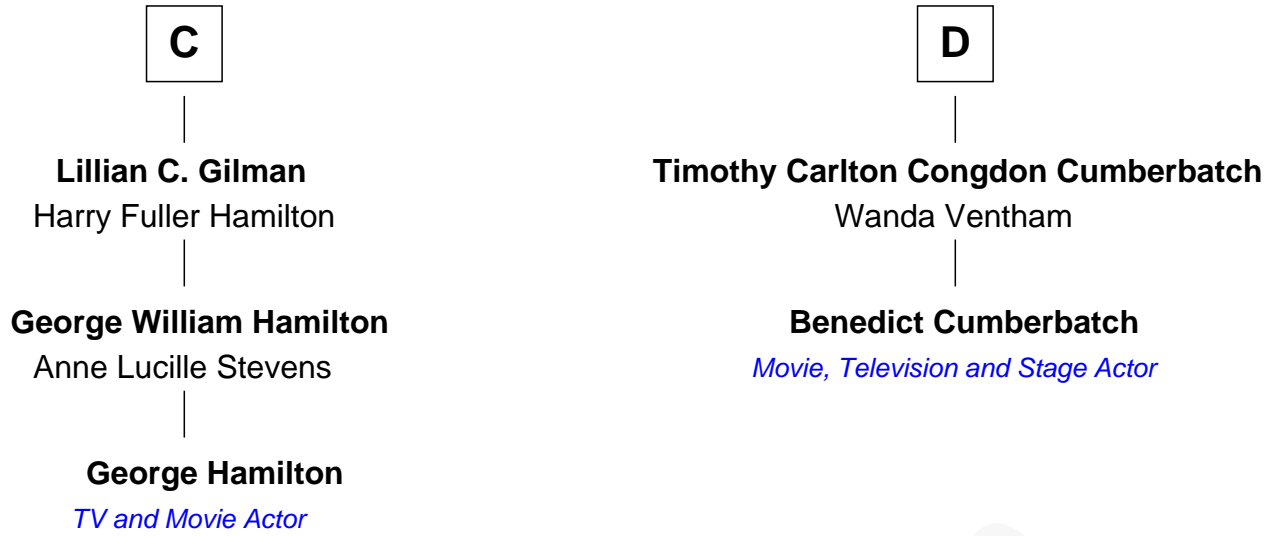 C
Lillian C. Gilman
Harry Fuller Hamilton
George William Hamilton
Anne Lucille Stevens
George Hamilton
TV and Movie Actor
D
Timothy Carlton Congdon Cumberbatch
Wanda Ventham
Benedict Cumberbatch
Movie, Television and Stage Actor